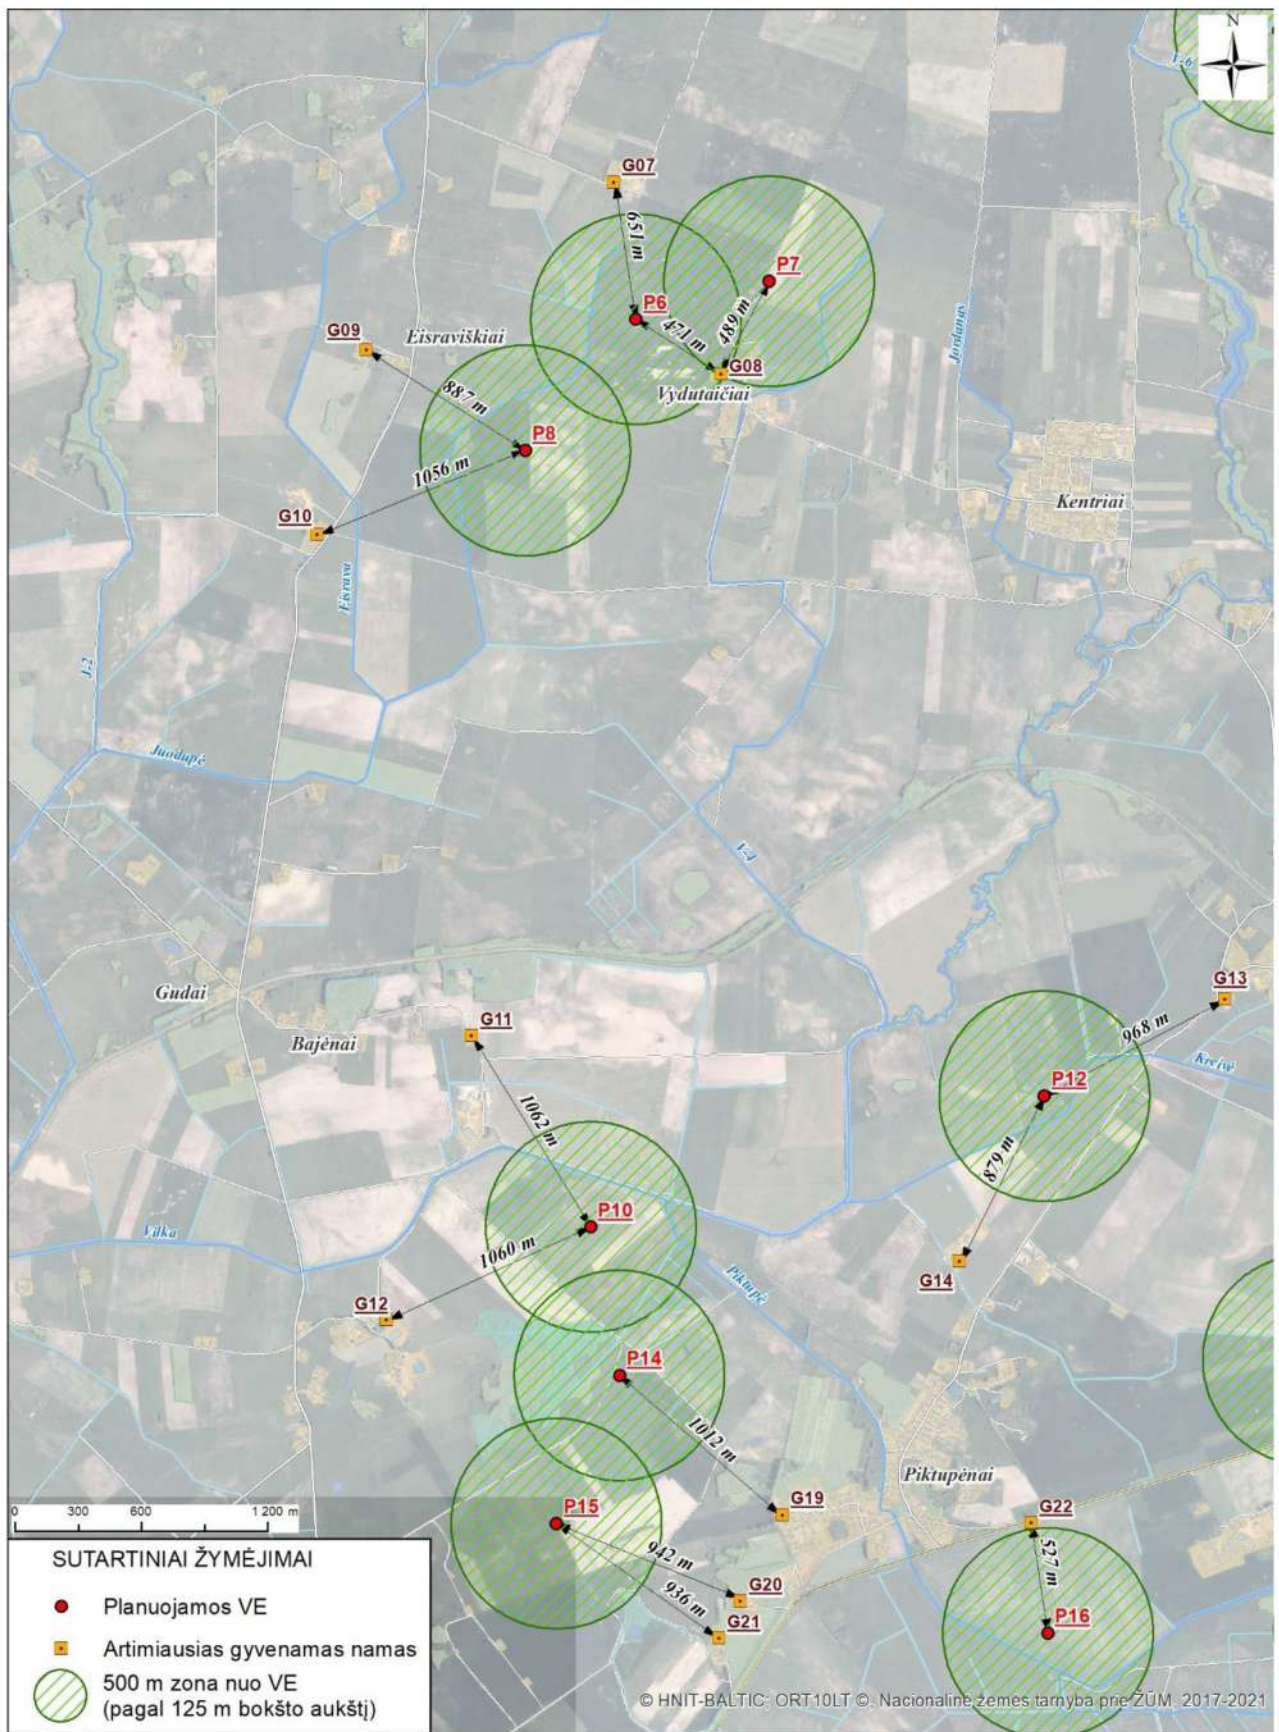 N
V-6
G07
651 m
P7
P6
489 m
471 m
G09
Eisraviškiai
G08
Vydutaičiai
Jordanas
887 m
P8
1056 m
G10
Kentriai
Eisrava
J-2
Juodupė
V-4
Gudai
G11
Bajėnai
G13
968 m
Krečių
P12
1062 m
879 m
P10
1060 m
Vilka
G14
Piktupė
G12
P14
1012 m
Piktupėnai
P15
G19
G22
942 m
527 m
936 m
G20
G21
P16
0 300 600 1 200 m
SUTARTINIAI ŽYMĖJIMAI
Planuojamos VE
Artimiausias gyvenamas namas
500 m zona nuo VE
(pagal 125 m bokšto aukštį)
© HNIT-BALTIC; ORT10LT ©, Nacionalinė žemės tarnyba prie ŽŪM, 2017-2021